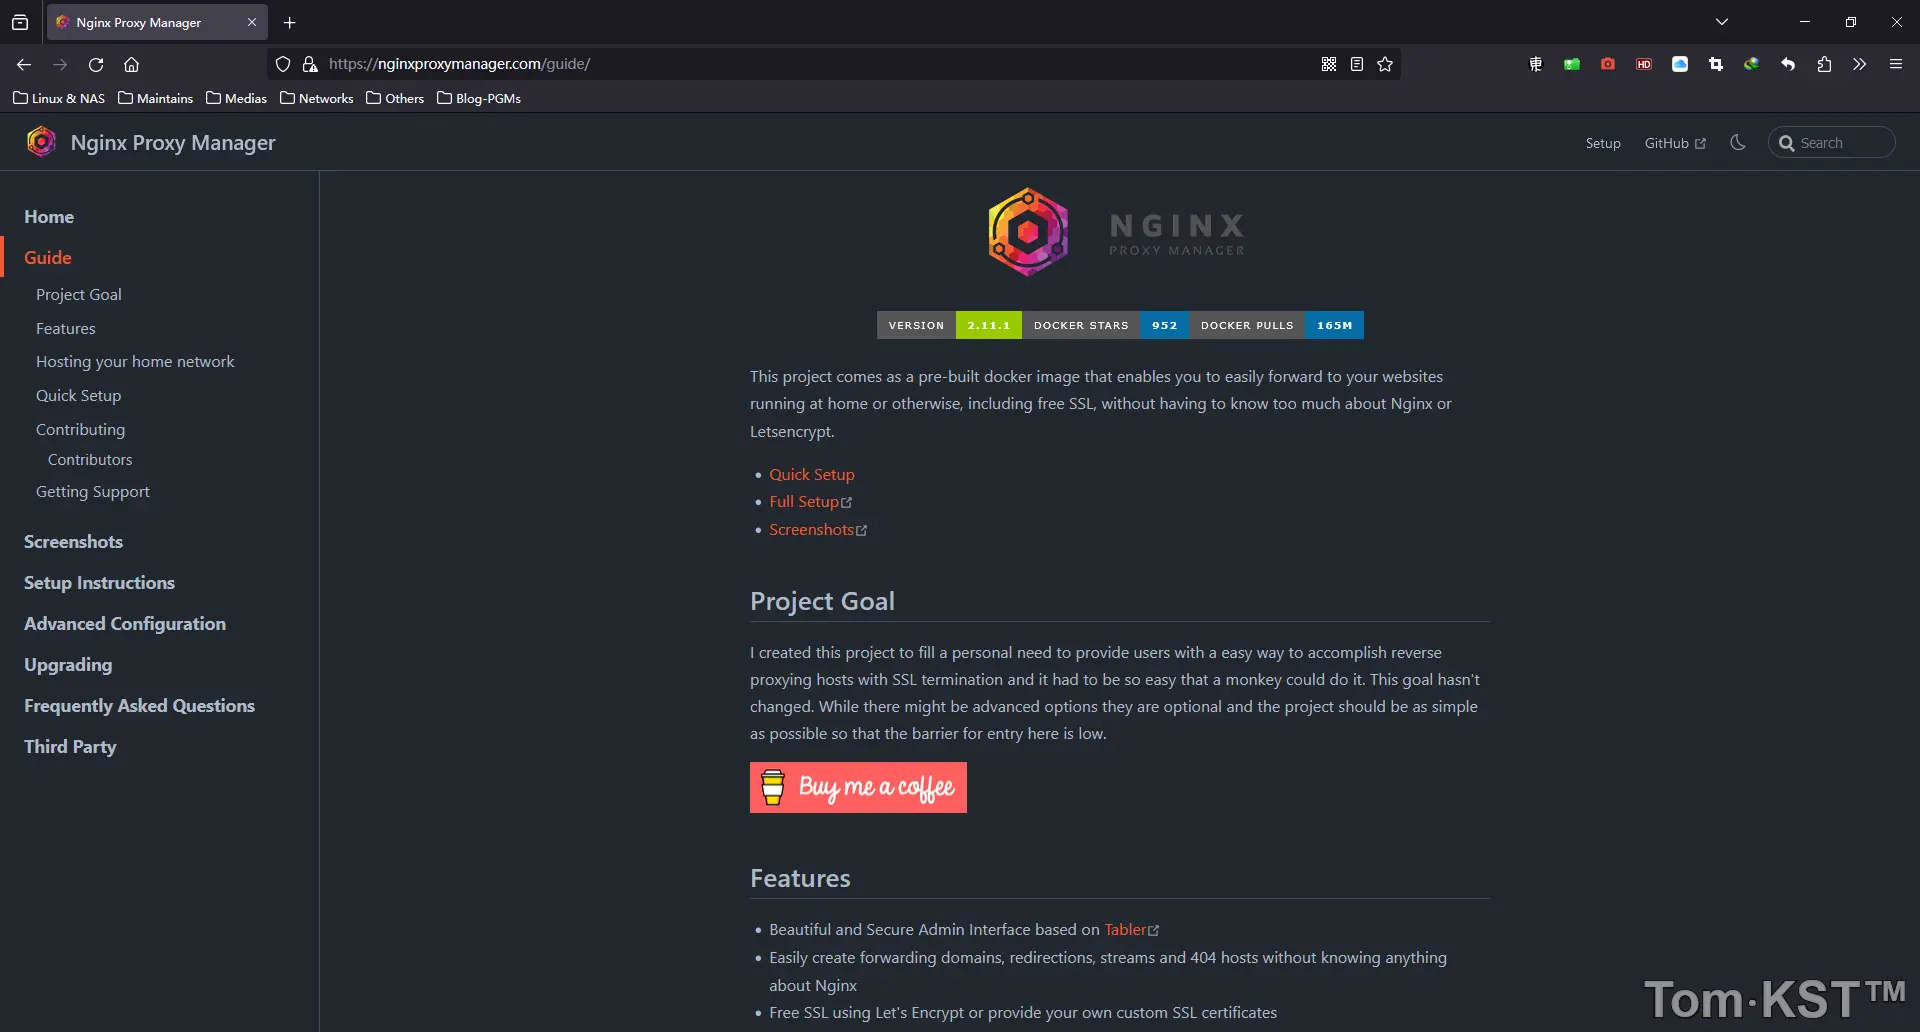 Nginx Proxy Manager
https://nginxproxymanager.com/guide/
HD
Linux & NAS
Maintains
Medias
Networks
Others
Blog-PGMs
Nginx Proxy Manager
Setup
GitHub
Search
Home
Guide
Project Goal
Features
Hosting your home network
Quick Setup
Contributing
Contributors
Getting Support
Screenshots
Setup Instructions
Advanced Configuration
Upgrading
Frequently Asked Questions
Third Party
NGINX
PROXY MANAGER
VERSION 2.11.1 DOCKER STARS 952 DOCKER PULLS 165M
This project comes as a pre-built docker image that enables you to easily forward to your websites
running at home or otherwise, including free SSL, without having to know too much about Nginx or
Letsencrypt.
• Quick Setup
• Full Setup
• Screenshots
Project Goal
I created this project to fill a personal need to provide users with a easy way to accomplish reverse
proxying hosts with SSL termination and it had to be so easy that a monkey could do it. This goal hasn't
changed. While there might be advanced options they are optional and the project should be as simple
as possible so that the barrier for entry here is low.
Buy me a coffee
Features
• Beautiful and Secure Admin Interface based on Tabler
• Easily create forwarding domains, redirections, streams and 404 hosts without knowing anything
about Nginx
• Free SSL using Let's Encrypt or provide your own custom SSL certificates
Tom·KST™